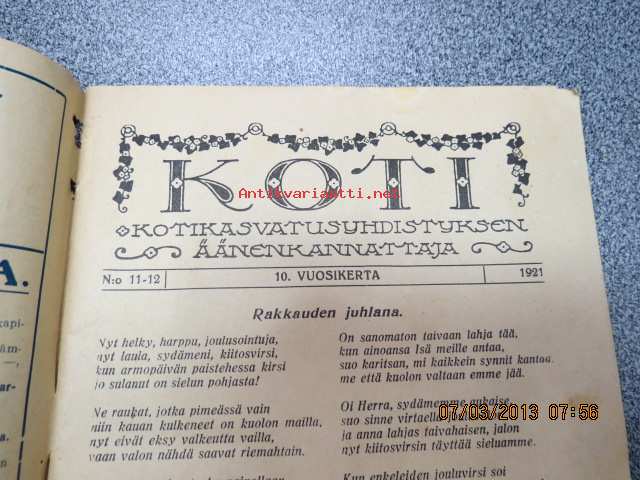 KOTI
Antikvariaatti.net
KOTIKASVATUSYHDISTYKSEN
ÄÄNENKANNATTAJA
N:o 11-12
10. VUOSIKERTA
1921
Rakkauden juhlana.
Nyt helky, harppu, joulusointuja,
nyt laula, sydämeni, kiitosvirsi,
kun armopäivän paistehessa kirsi
jo sulanut on sielun pohjasta!
Ne raukat, jotka pimeässä vain
niin kauan kulkeneet on kuolon mailla,
nyt eivät eksy valkeutta vailla,
vaan valon nähdä saavat riemahtain.
On sanomaton taivaan lahja tää,
kun ainoansa Isä meille antaa,
suo karitsan, mi kaikkein synnit kantaa
me että kuolon valtaan emme jää.
Oi Herra, sydämemme aukaise
suo sinne virtaella
ja anna lahjas taivahaisen, jalon
nyt kiitosvirsin täyttää sieluamme.
Kun enkeleiden jouluvirsi soi
A.
kapi-
äm-
ar-
07/03/2013 07:56